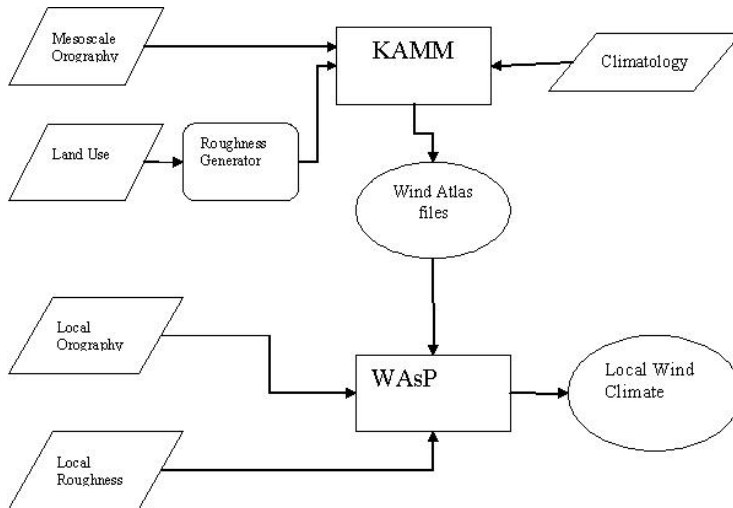 Mesoscale
Orography
KAMM
Climatology
Land Use
Roughness
Generator
Wind Atlas
files
Local
Orography
WAsP
Local Wind
Climate
Local
Roughness